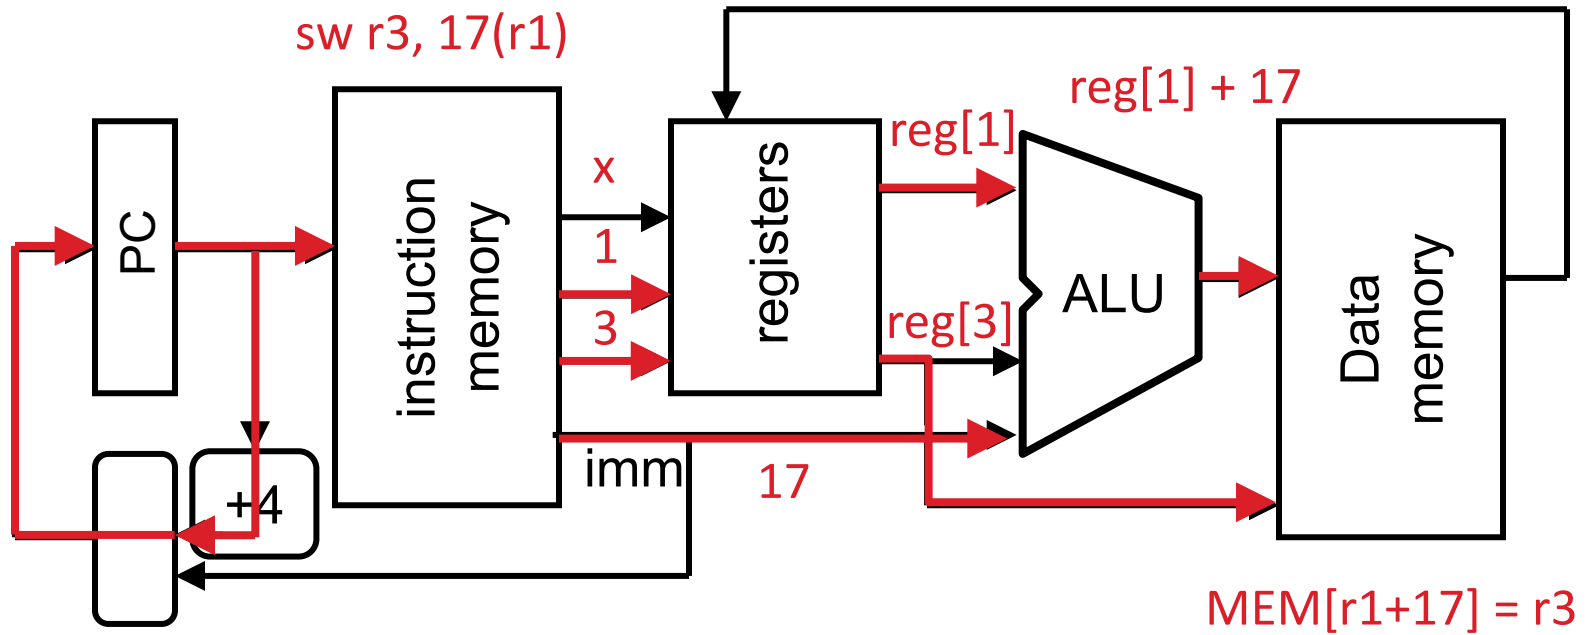 sw r3, 17(r1)
reg[1] + 17
PC
instruction
memory
x
1
3
registers
reg[1]
reg[3]
ALU
Data
memory
+4
imm
17
MEM[r1+17] = r3